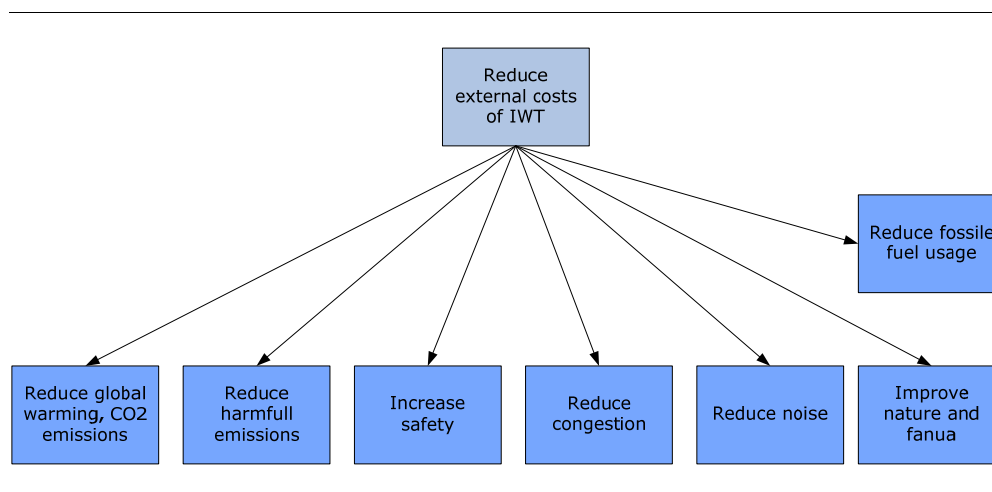 Reduce
external costs
of IWT
Reduce fossile
fuel usage
Reduce global
warming, CO2
emissions
Reduce
harmfull
emissions
Increase
safety
Reduce
congestion
Reduce noise
Improve
nature and
fanua